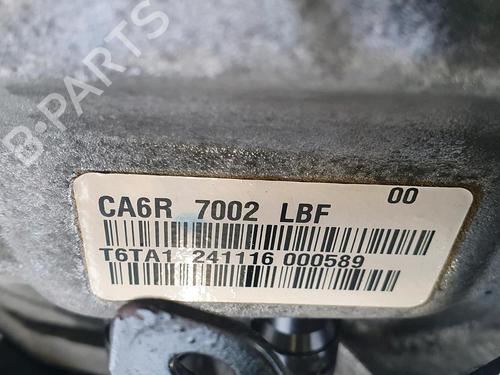 B-PARTS
00
CA6R 7002 LBF
T6TA1 241116 000589